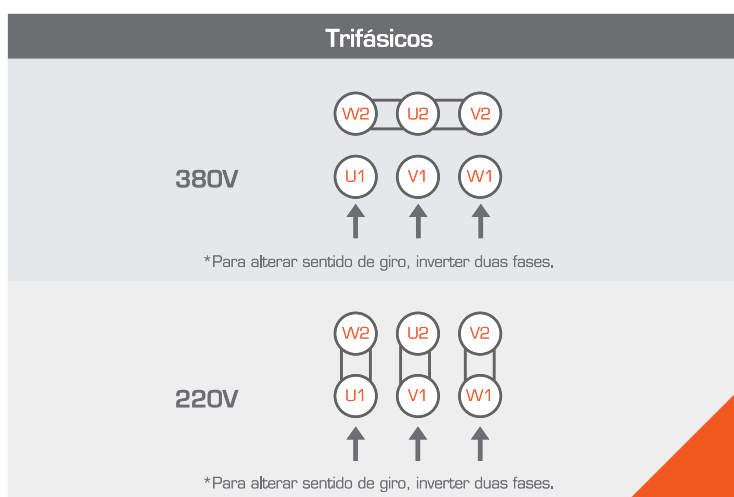 Trifásicos
W2 U2 V2
380V
U1 V1 W1
*Para alterar sentido de giro, inverter duas fases.
W2 U2 V2
220V
U1 V1 W1
*Para alterar sentido de giro, inverter duas fases.